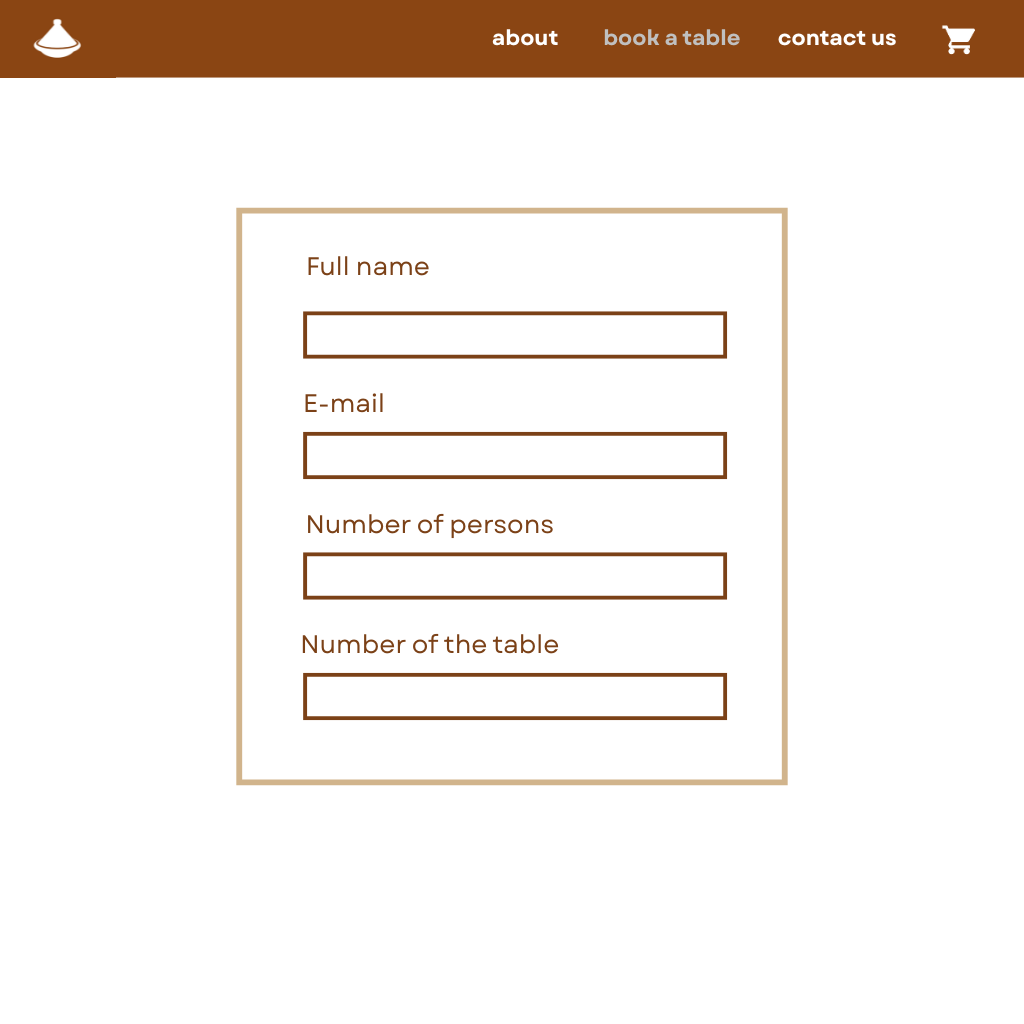 about book a table contact us
Full name
E-mail
Number of persons
Number of the table